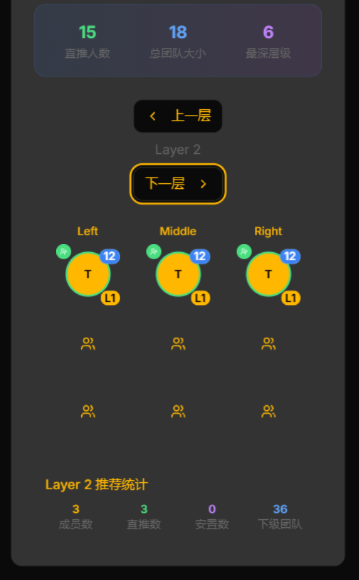 15 18 6
直推人数 总团队大小 最深层级
上一层
Layer 2
下一层
Left Middle Right
12 12 12
T T T
L1 L1 L1
Layer 2 推荐统计
3 3 0 36
成员数 直推数 安置数 下级团队